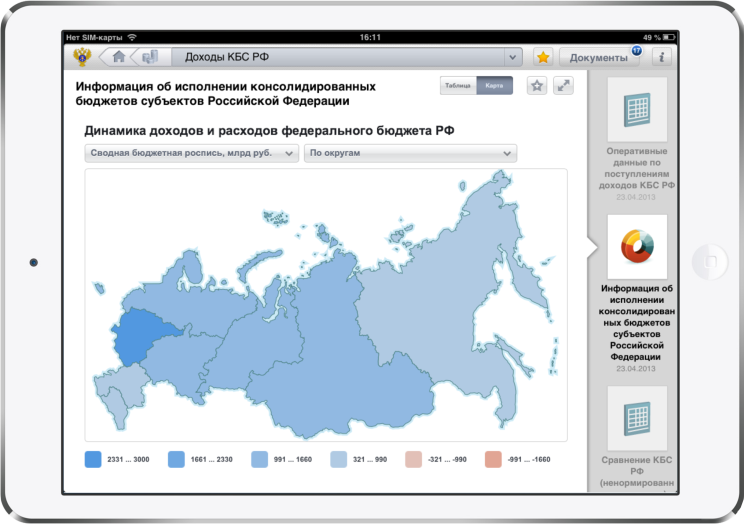 Нет SIM-карты
16:11
49 %
Доходы КБС РФ
Документы
17
i
Информация об исполнении консолидированных
бюджетов субъектов Российской Федерации
Таблица
Карта
Динамика доходов и расходов федерального бюджета РФ
Сводная бюджетная роспись, млрд руб.
По округам
2331 ... 3000
1661 ... 2330
991 ... 1660
321 ... 990
-321 ... -990
-991 ... -1660
Оперативные
данные по
поступлениям
доходов КБС РФ
23.04.2013
Информация об
исполнении
консолидирован
ных бюджетов
субъектов
Российской
Федерации
23.04.2013
Сравнение КБС
РФ
(ненормированн